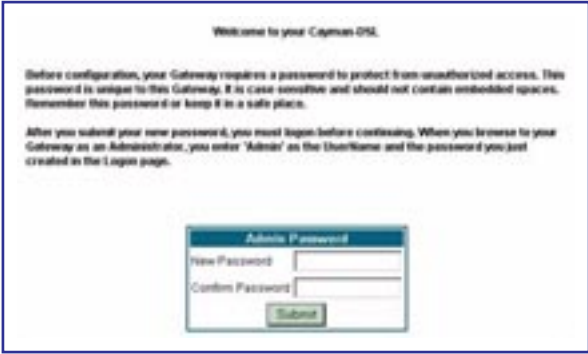 Welcome to your Cayman-DSL
Before configuration, your Gateway requires a password to protect from unauthorized access. This
password is unique to this Gateway. It is case sensitive and should not contain embedded spaces.
Remember this password or keep it in a safe place.
After you submit your new password, you must logon before continuing. When you browse to your
Gateway as an Administrator, you enter 'Admin' as the UserName and the password you just
created in the Logon page.
Admin Password
New Password
Confirm Password
Submit